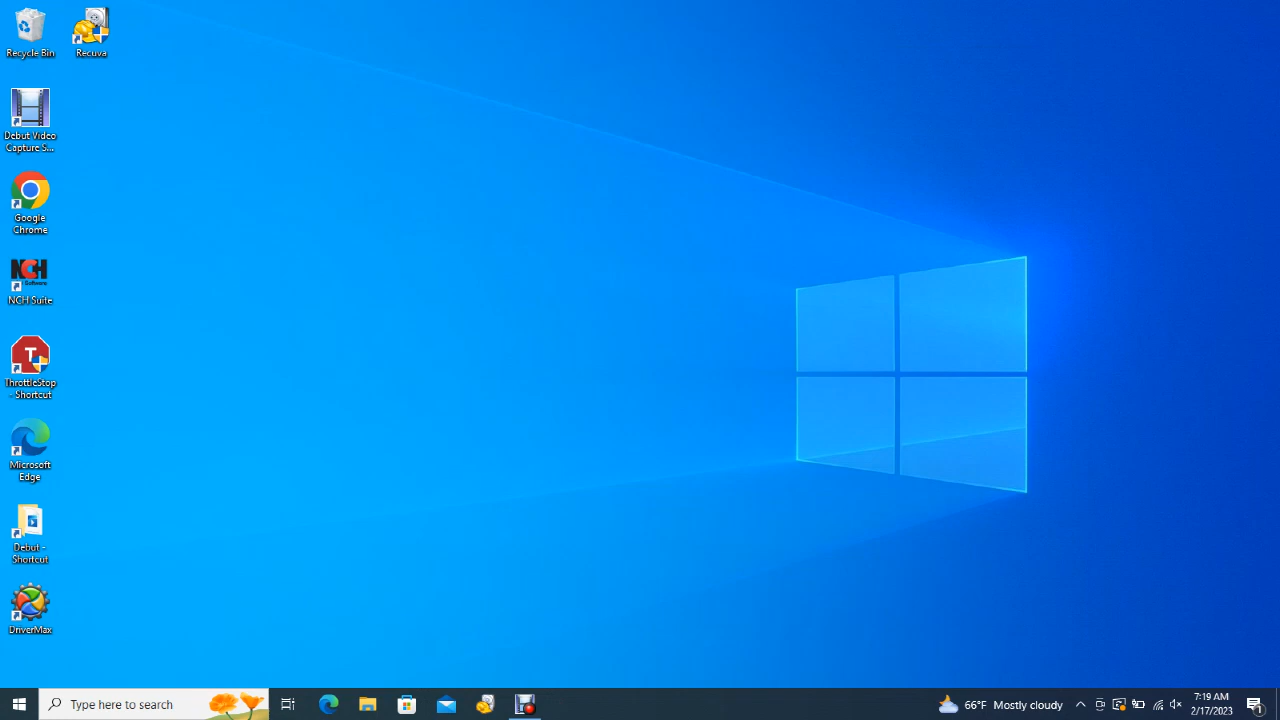 Recycle Bin
Recuva
Debut Video
Capture S...
Google
Chrome
NCH
Software
NCH Suite
T
ThrottleStop
- Shortcut
Microsoft
Edge
Debut -
Shortcut
DriverMax
Type here to search
66°F Mostly cloudy
7:19 AM
2/17/2023
1